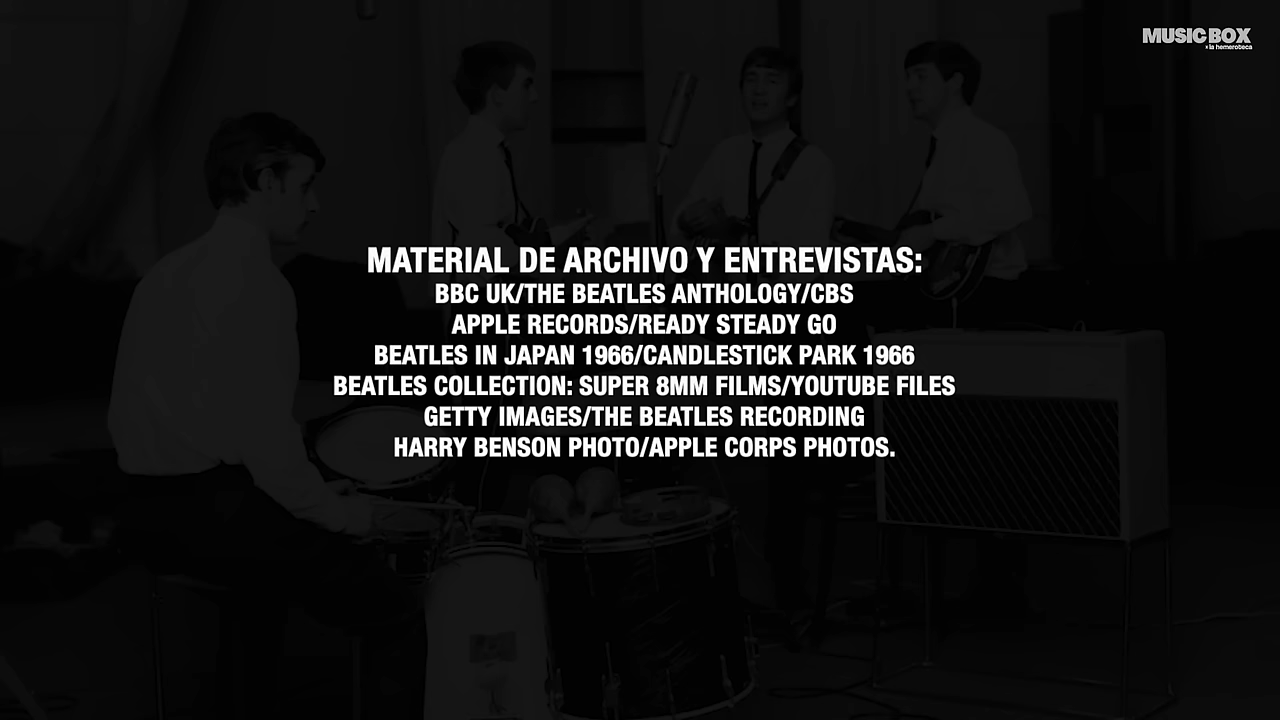 MUSIC BOX
x la hemeroteca
MATERIAL DE ARCHIVO Y ENTREVISTAS:
BBC UK/THE BEATLES ANTHOLOGY/CBS
APPLE RECORDS/READY STEADY GO
BEATLES IN JAPAN 1966/CANDLESTICK PARK 1966
BEATLES COLLECTION: SUPER 8MM FILMS/YOUTUBE FILES
GETTY IMAGES/THE BEATLES RECORDING
HARRY BENSON PHOTO/APPLE CORPS PHOTOS.